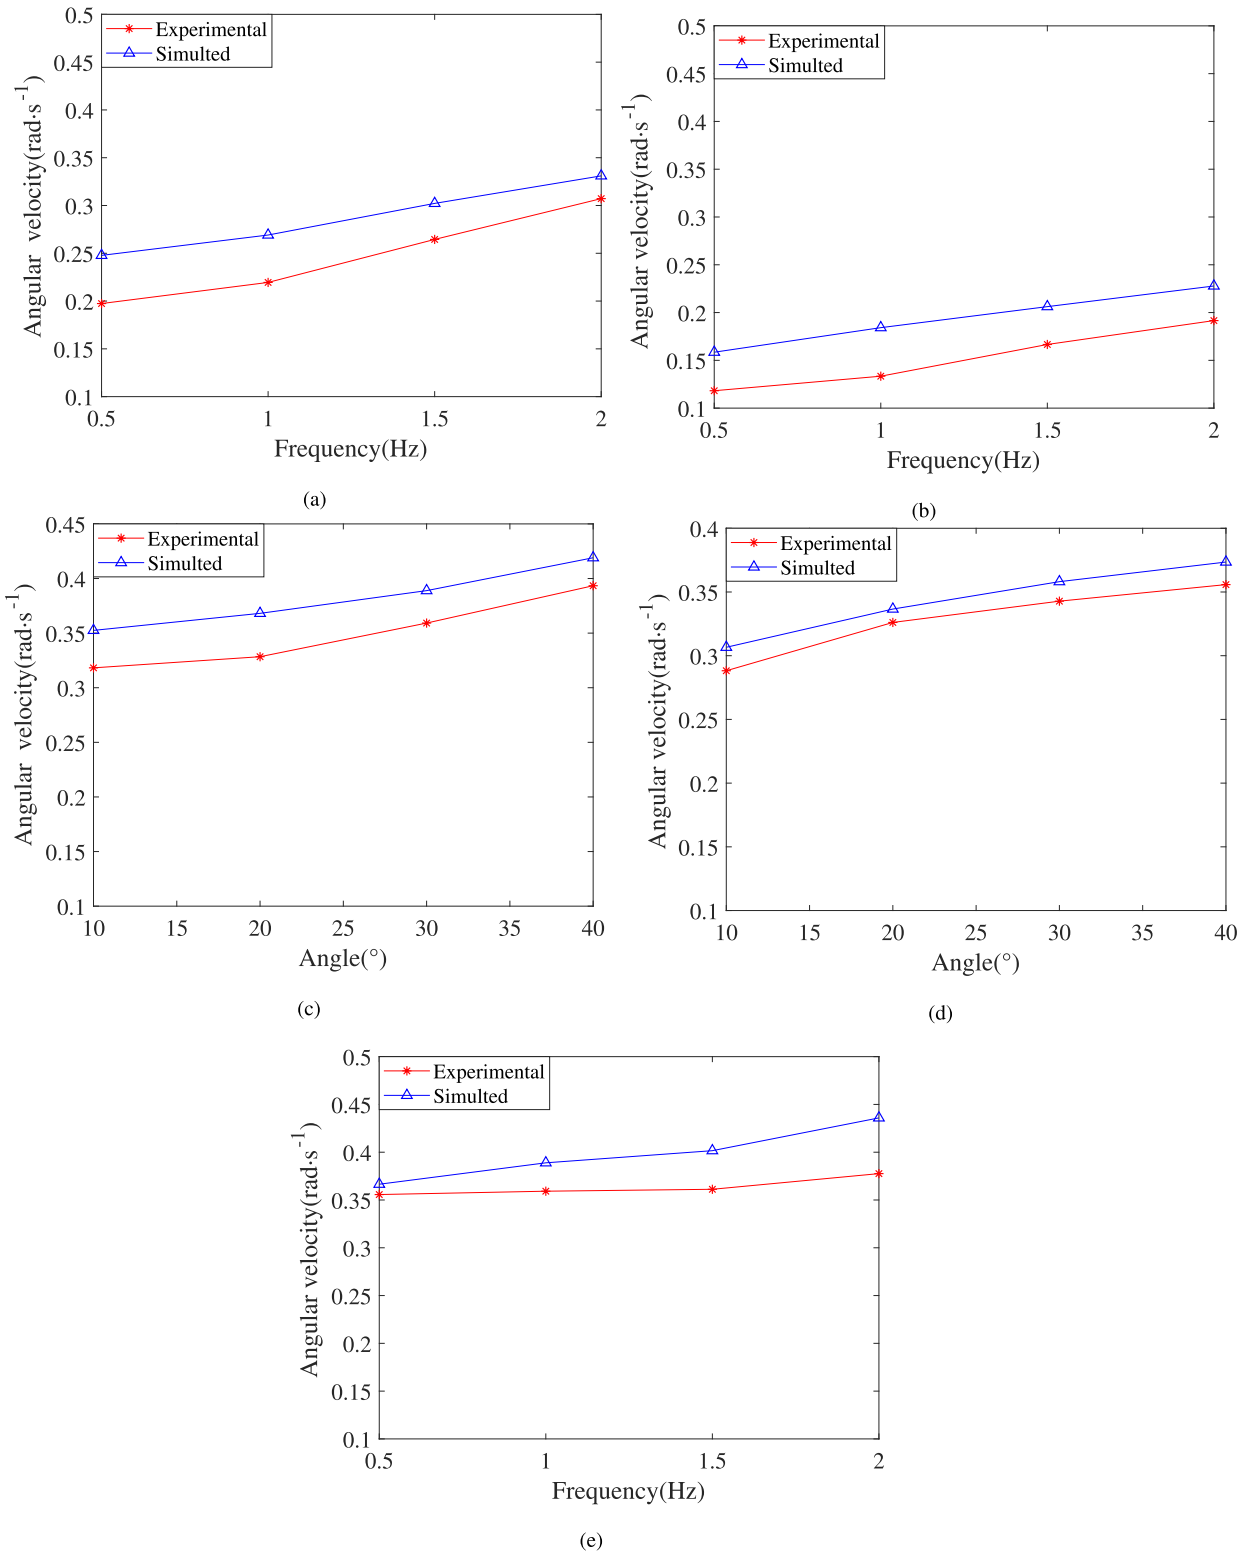 0.5
0.45
0.4
0.35
0.3
0.25
0.2
0.15
0.1
Angular velocity(rad·s-1)
Experimental
Simulted
0.5 1 1.5 2
Frequency(Hz)
(a)
0.5
0.45
0.4
0.35
0.3
0.25
0.2
0.15
0.1
Angular velocity(rad·s-1)
Experimental
Simulted
0.5 1 1.5 2
Frequency(Hz)
(b)
0.45
0.4
0.35
0.3
0.25
0.2
0.15
0.1
Angular velocity(rad·s-1)
Experimental
Simulted
10 15 20 25 30 35 40
Angle(°)
(c)
0.4
0.35
0.3
0.25
0.2
0.15
0.1
Angular velocity(rad·s-1)
Experimental
Simulted
10 15 20 25 30 35 40
Angle(°)
(d)
0.5
0.45
0.4
0.35
0.3
0.25
0.2
0.15
0.1
Angular velocity(rad·s-1)
Experimental
Simulted
0.5 1 1.5 2
Frequency(Hz)
(e)